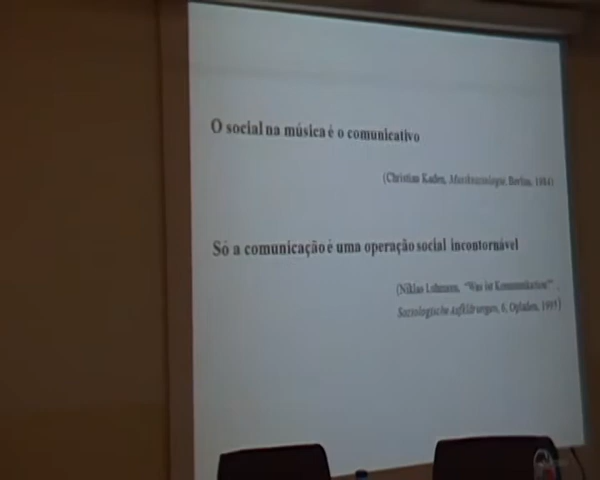 O social na música é o comunicativo
(Christian Kaden, Musiksoziologie, Berlim, 1984)
Só a comunicação é uma operação social incontornável
(Niklas Luhmann, "Was ist Kommunikation"
Soziologische Aufklärungen, 6, Opladen, 1995)